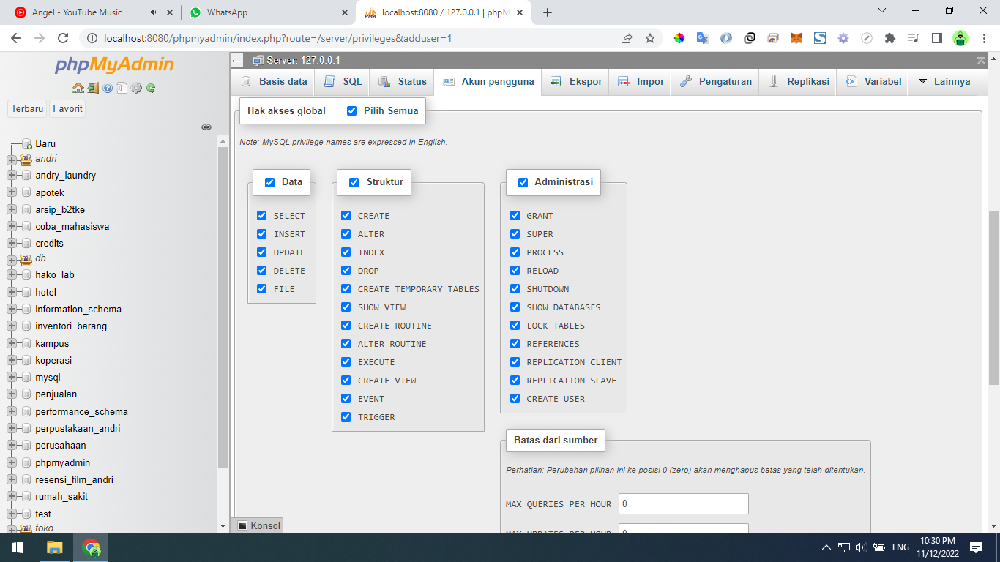 Angel - YouTube Music
WhatsApp
localhost:8080 / 127.0.0.1 | phpM
localhost:8080/phpmyadmin/index.php?route=/server/privileges&adduser=1
phpMyAdmin
Terbaru
Favorit
Baru
andri
andry_laundry
apotek
arsip_b2tke
coba_mahasiswa
credits
db
hako_lab
hotel
information_schema
inventori_barang
kampus
koperasi
mysql
penjualan
performance_schema
perpustakaan_andri
perusahaan
phpmyadmin
resensi_film_andri
rumah_sakit
test
toko
Server: 127.0.0.1
Basis data
SQL
Status
Akun pengguna
Ekspor
Impor
Pengaturan
Replikasi
Variabel
Lainnya
Hak akses global
Pilih Semua
Note: MySQL privilege names are expressed in English.
Data
SELECT
INSERT
UPDATE
DELETE
FILE
Struktur
CREATE
ALTER
INDEX
DROP
CREATE TEMPORARY TABLES
SHOW VIEW
CREATE ROUTINE
ALTER ROUTINE
EXECUTE
CREATE VIEW
EVENT
TRIGGER
Administrasi
GRANT
SUPER
PROCESS
RELOAD
SHUTDOWN
SHOW DATABASES
LOCK TABLES
REFERENCES
REPLICATION CLIENT
REPLICATION SLAVE
CREATE USER
Batas dari sumber
Perhatian: Perubahan pilihan ini ke posisi 0 (zero) akan menghapus batas yang telah ditentukan.
MAX QUERIES PER HOUR 0
MAX UPDATES PER HOUR 0
Konsol
ENG
10:30 PM
11/12/2022